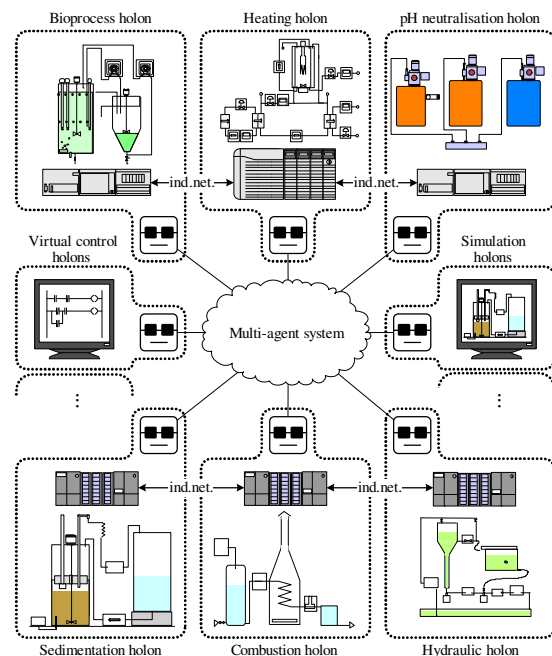 Bioprocess holon
Heating holon
pH neutralisation holon
ind.net.
ind.net.
Virtual control
holons
Simulation
holons
Multi-agent system
...
...
ind.net.
ind.net.
Sedimentation holon
Combustion holon
Hydraulic holon